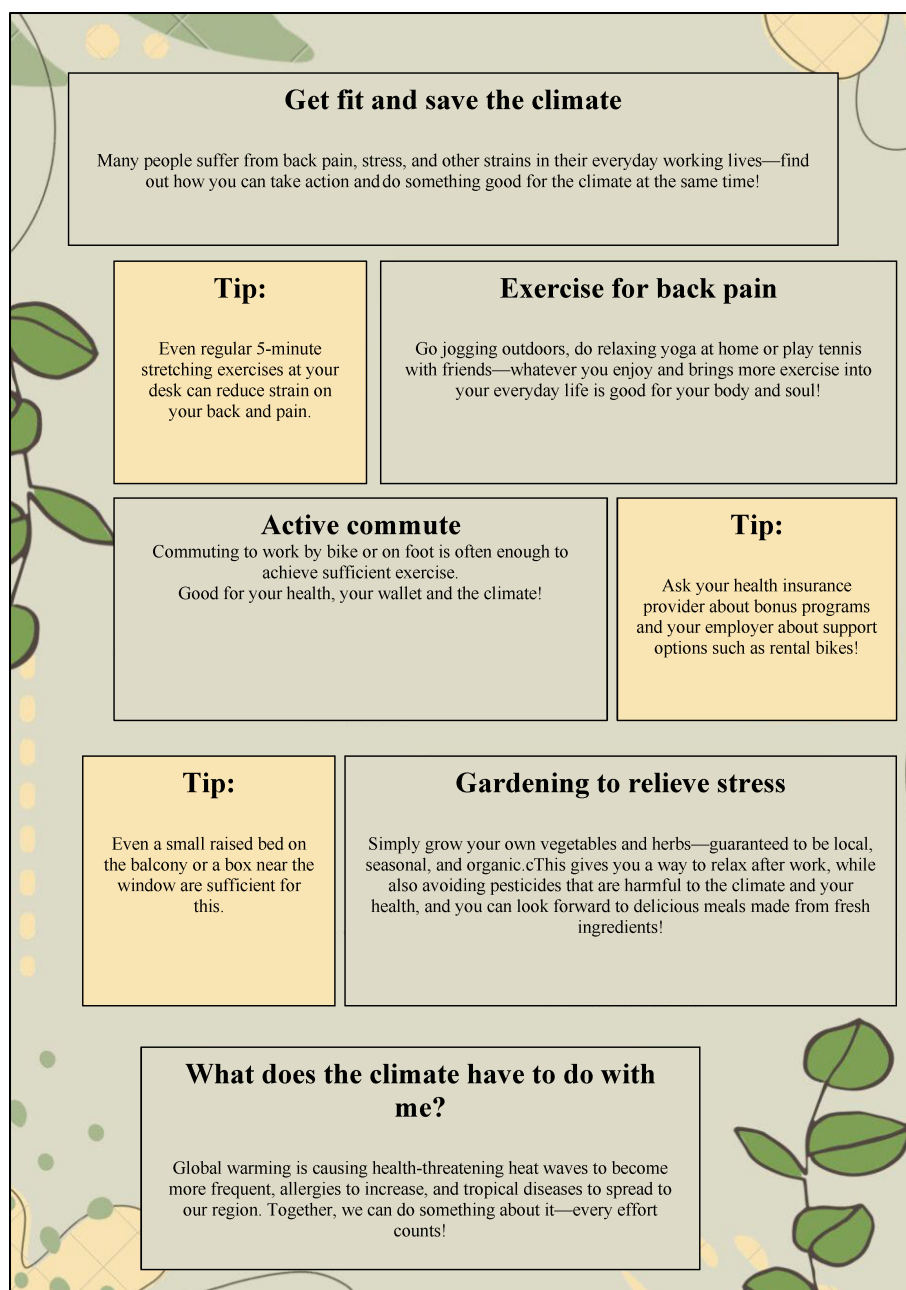 Get fit and save the climate
Many people suffer from back pain, stress, and other strains in their everyday working lives—find
out how you can take action and do something good for the climate at the same time!
Tip:
Even regular 5-minute
stretching exercises at your
desk can reduce strain on
your back and pain.
Exercise for back pain
Go jogging outdoors, do relaxing yoga at home or play tennis
with friends—whatever you enjoy and brings more exercise into
your everyday life is good for your body and soul!
Active commute
Commuting to work by bike or on foot is often enough to
achieve sufficient exercise.
Good for your health, your wallet and the climate!
Tip:
Ask your health insurance
provider about bonus programs
and your employer about support
options such as rental bikes!
Tip:
Even a small raised bed on
the balcony or a box near the
window are sufficient for
this.
Gardening to relieve stress
Simply grow your own vegetables and herbs—guaranteed to be local,
seasonal, and organic.cThis gives you a way to relax after work, while
also avoiding pesticides that are harmful to the climate and your
health, and you can look forward to delicious meals made from fresh
ingredients!
What does the climate have to do with
me?
Global warming is causing health-threatening heat waves to become
more frequent, allergies to increase, and tropical diseases to spread to
our region. Together, we can do something about it—every effort
counts!